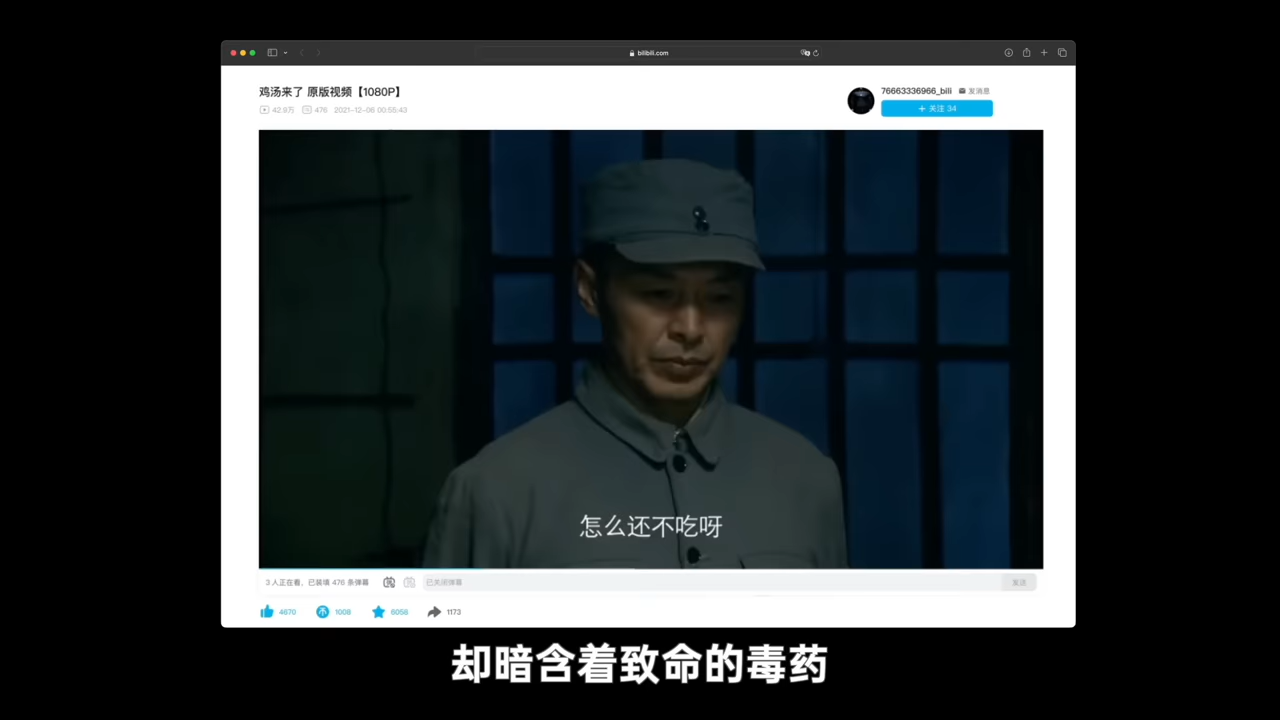 bilibili.com
鸡汤来了 原版视频【1080P】
42.9万 476 2021-12-06 00:55:43
76663336966_bili 发消息
+ 关注 34
怎么还不吃呀
3 人正在看，已装填 476 条弹幕 已关闭弹幕 发送
4670 1008 6058 1173
却暗含着致命的毒药